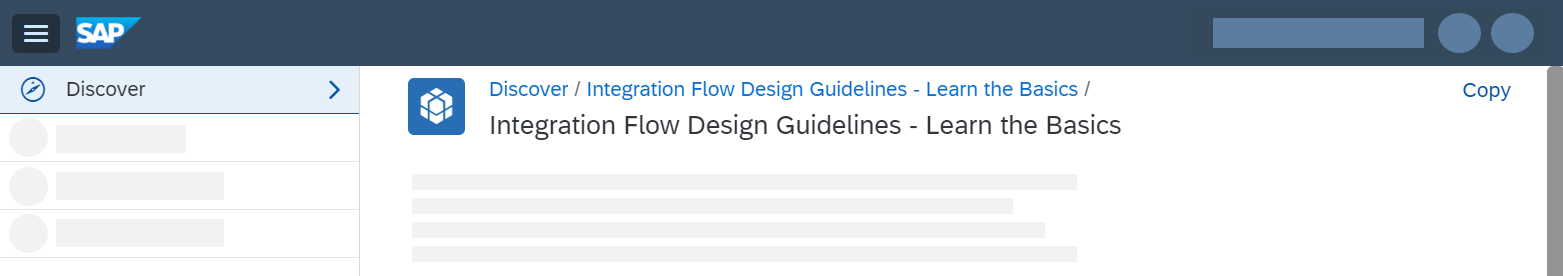 SAP
Discover
Discover / Integration Flow Design Guidelines - Learn the Basics /
Copy
Integration Flow Design Guidelines - Learn the Basics